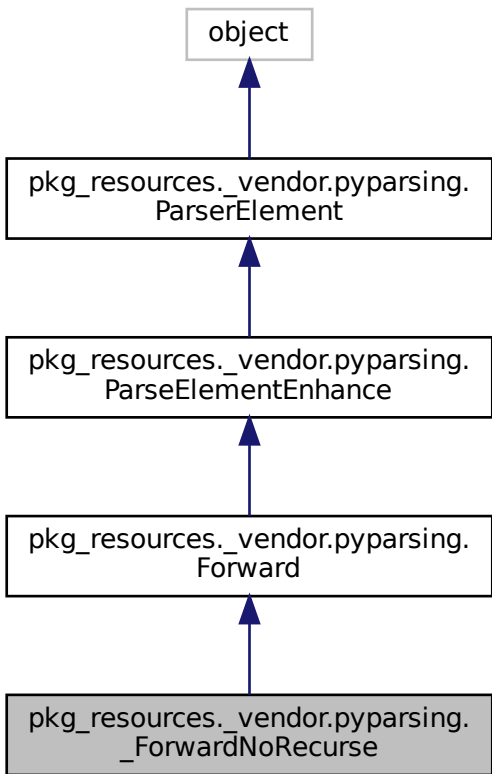 object
pkg_resources._vendor.pyparsing.
ParserElement
pkg_resources._vendor.pyparsing.
ParseElementEnhance
pkg_resources._vendor.pyparsing.
Forward
pkg_resources._vendor.pyparsing.
_ForwardNoRecurse